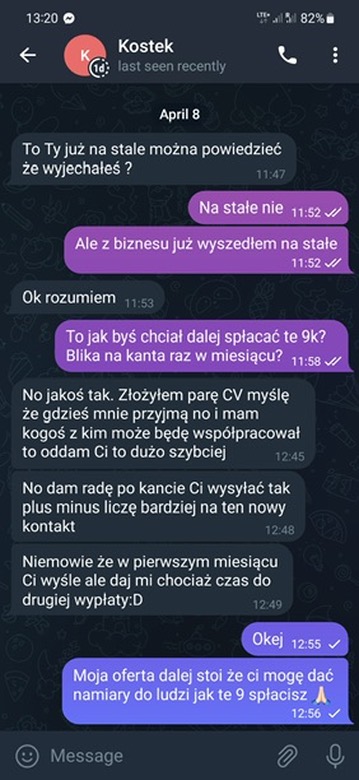 13:20 LTE+ 82%
K
1d
Kostek
last seen recently
April 8
To Ty już na stale można powiedzieć
że wyjechałeś ? 11:47
Na stałe nie 11:52
Ale z biznesu już wyszedłem na stałe
11:52
Ok rozumiem 11:53
To jak byś chciał dalej spłacać te 9k?
Blika na kanta raz w miesiącu? 11:58
No jakoś tak. Złożyłem parę CV myślę
że gdzieś mnie przyjmą no i mam
kogoś z kim może będę współpracował
to oddam Ci to dużo szybciej 12:45
No dam radę po kancie Ci wysyłać tak
plus minus liczę bardziej na ten nowy
kontakt 12:48
Niemowie że w pierwszym miesiącu
Ci wyśle ale daj mi chociaż czas do
drugiej wypłaty:D 12:49
Okej 12:55
Moja oferta dalej stoi że ci mogę dać
namiary do ludzi jak te 9 spłacisz 🙏🏻
12:56
Message